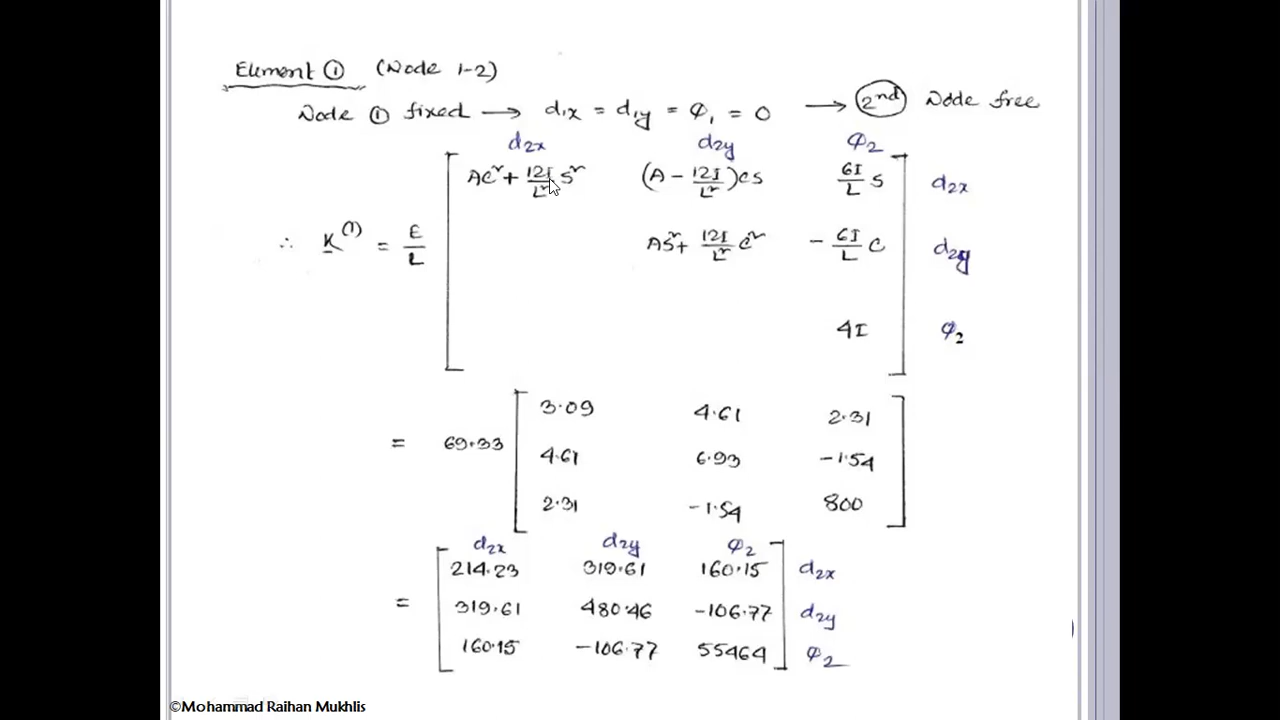 Element ① (Node 1-2)
Node ① fixed → d1x = d1y = φ1 = 0 → 2nd Node free
d2x d2y φ2
AC² + 12I/L² S² (A - 12I/L²)CS 6I/L S d2x
∴ K(1) = E/L AS² + 12I/L² C² - 6I/L C d2y
4I φ2
3.09 4.61 2.31
= 69.33 4.61 6.93 -1.54
2.31 -1.54 800
d2x d2y φ2
214.23 319.61 160.15 d2x
= 319.61 480.46 -106.77 d2y
160.15 -106.77 55464 φ2
©Mohammad Raihan Mukhlis